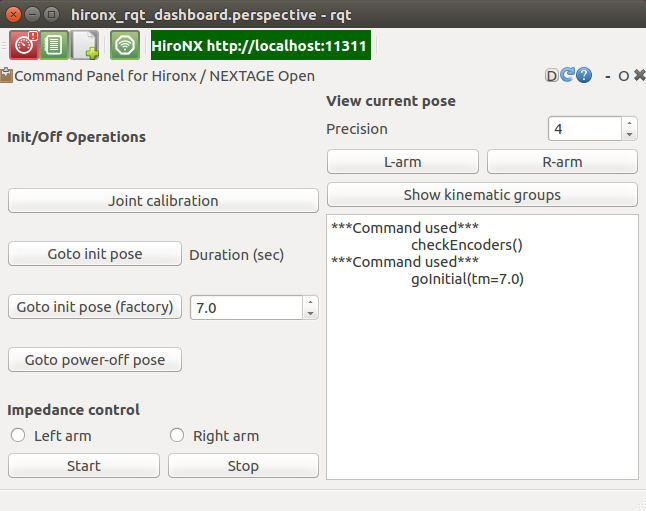 hironx_rqt_dashboard.perspective - rqt
HiroNX http://localhost:11311
Command Panel for Hironx / NEXTAGE Open
D
- O
View current pose
Init/Off Operations
Precision
4
L-arm
R-arm
Joint calibration
Show kinematic groups
***Command used***
checkEncoders()
***Command used***
goInitial(tm=7.0)
Goto init pose
Duration (sec)
Goto init pose (factory)
7.0
Goto power-off pose
Impedance control
Left arm
Right arm
Start
Stop